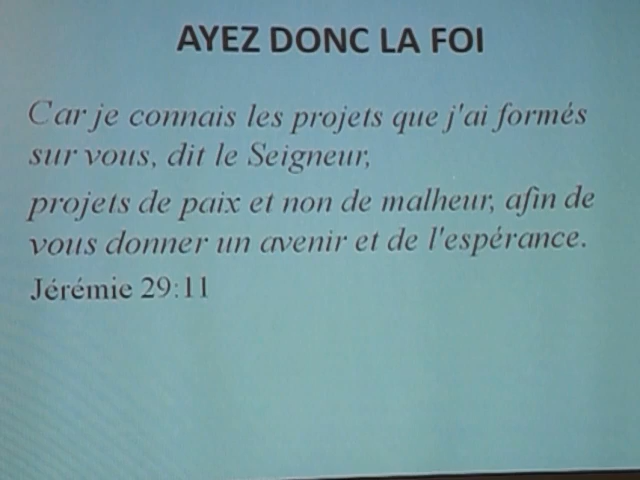 AYEZ DONC LA FOI
Car je connais les projets que j'ai formés
sur vous, dit le Seigneur,
projets de paix et non de malheur, afin de
vous donner un avenir et de l'espérance.
Jérémie 29:11